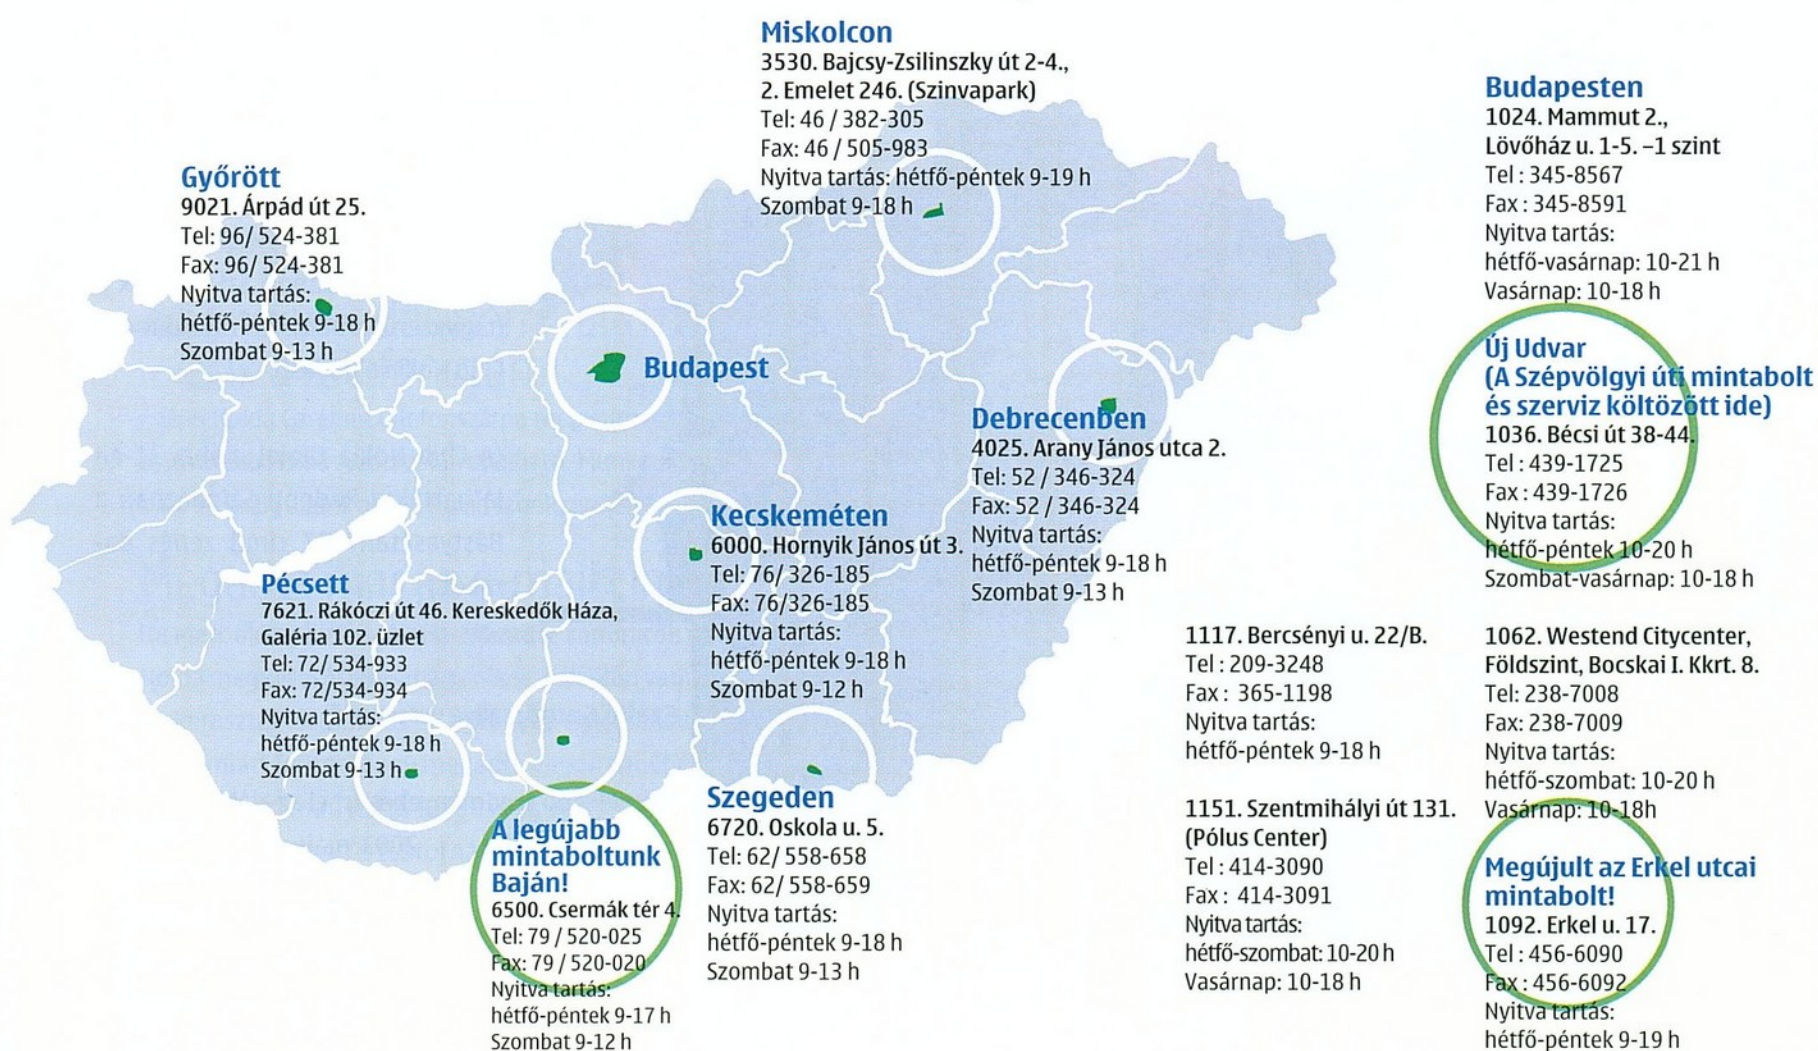 Miskolcon
3530. Bajcsy-Zsilinszky út 2-4.,
2. Emelet 246. (Szinvapark)
Tel: 46 / 382-305
Fax: 46 / 505-983
Nyitva tartás: hétfő-péntek 9-19 h
Szombat 9-18 h
Győrött
9021. Árpád út 25.
Tel: 96/ 524-381
Fax: 96/ 524-381
Nyitva tartás:
hétfő-péntek 9-18 h
Szombat 9-13 h
Budapest
Debrecenben
4025. Arany János utca 2.
Tel: 52 / 346-324
Fax: 52 / 346-324
Nyitva tartás:
hétfő-péntek 9-18 h
Szombat 9-13 h
Kecskeméten
6000. Hornyik János út 3.
Tel: 76/ 326-185
Fax: 76/326-185
Nyitva tartás:
hétfő-péntek 9-18 h
Szombat 9-12 h
Pécsett
7621. Rákóczi út 46. Kereskedők Háza,
Galéria 102. üzlet
Tel: 72/ 534-933
Fax: 72/534-934
Nyitva tartás:
hétfő-péntek 9-18 h
Szombat 9-13 h
A legújabb
mintaboltunk
Baján!
6500. Csermák tér 4.
Tel: 79 / 520-025
Fax: 79 / 520-020
Nyitva tartás:
hétfő-péntek 9-17 h
Szombat 9-12 h
Szegeden
6720. Oskola u. 5.
Tel: 62/ 558-658
Fax: 62/ 558-659
Nyitva tartás:
hétfő-péntek 9-18 h
Szombat 9-13 h
Budapesten
1024. Mammut 2.,
Lövőház u. 1-5. –1 szint
Tel : 345-8567
Fax : 345-8591
Nyitva tartás:
hétfő-vasárnap: 10-21 h
Vasárnap: 10-18 h
Új Udvar
(A Szépvölgyi úti mintabolt
és szerviz költözött ide)
1036. Bécsi út 38-44.
Tel : 439-1725
Fax : 439-1726
Nyitva tartás:
hétfő-péntek 10-20 h
Szombat-vasárnap: 10-18 h
1117. Bercsényi u. 22/B.
Tel : 209-3248
Fax : 365-1198
Nyitva tartás:
hétfő-péntek 9-18 h
1151. Szentmihályi út 131.
(Pólus Center)
Tel : 414-3090
Fax : 414-3091
Nyitva tartás:
hétfő-szombat: 10-20 h
Vasárnap: 10-18 h
1062. Westend Citycenter,
Földszint, Bocskai I. Kkrt. 8.
Tel: 238-7008
Fax: 238-7009
Nyitva tartás:
hétfő-szombat: 10-20 h
Vasárnap: 10-18h
Megújult az Erkel utcai
mintabolt!
1092. Erkel u. 17.
Tel : 456-6090
Fax : 456-6092
Nyitva tartás:
hétfő-péntek 9-19 h